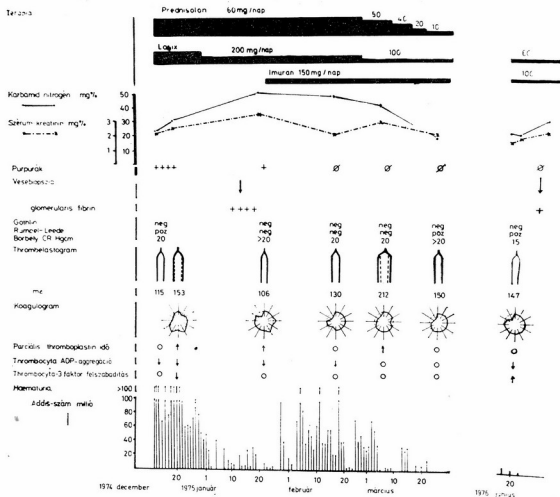 Terápia
Prednisolon 60mg/nap
50
40
20
10
200 mg/nap
100
Imuran 150mg/nap
Karbamid nitrogén mg%
50
40
30
20
10
Szérum kreatinin mg%
3
2
1
Purpurák
++++ + ø ø ø ø
Vesebiopszia
glomerularis fibrin ++++ +
neg neg neg neg neg neg
Rumpel-Leede poz neg neg neg poz poz
Borbély CR Hgcm 20 >20 20 20 >20 15
Thrombelastogram
me 115 153 106 130 212 150 147
Koagulogram
Parciális thromboplastin idő
Thrombocyta ADP-aggregáció
Thrombocyta-3 faktor felszabadítás
Haematuria >100
Addis-szám millió
100
80
60
40
20
20 1 10 20 1 10 20 1 10 20
1974 december 1975 január február március 1976
20